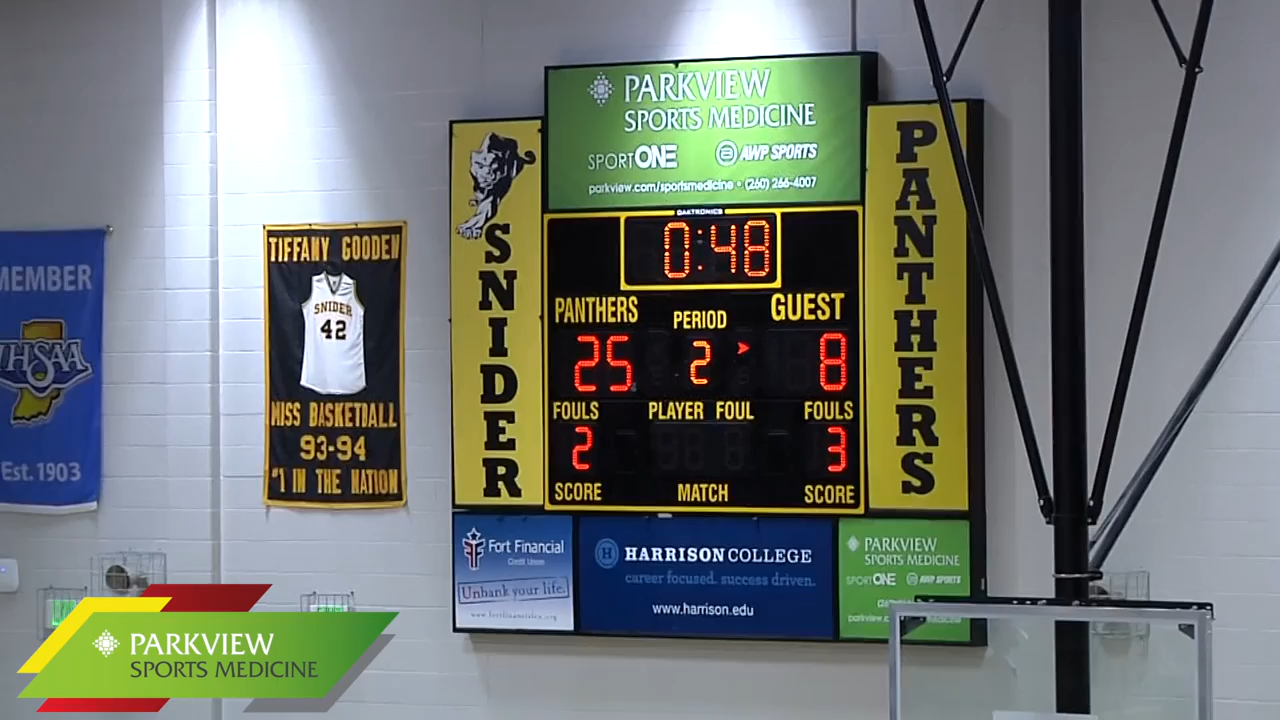 MEMBER
IHSAA
Est. 1903
TIFFANY GOODEN
SNIDER
42
MISS BASKETBALL
93-94
"1 IN THE NATION
SNIDER
PARKVIEW
SPORTS MEDICINE
SPORTONE AWP SPORTS
parkview.com/sportsmedicine • (260) 266-4007
DAKTRONICS
0:48
PANTHERS GUEST
PERIOD
25 2 8
FOULS PLAYER FOUL FOULS
2 3
SCORE MATCH SCORE
PANTHERS
Fort Financial
Credit Union
Unbank your life.
H HARRISON COLLEGE
career focused. success driven.
www.harrison.edu
PARKVIEW
SPORTS MEDICINE
SPORTONE AWP SPORTS
PARKVIEW
SPORTS MEDICINE